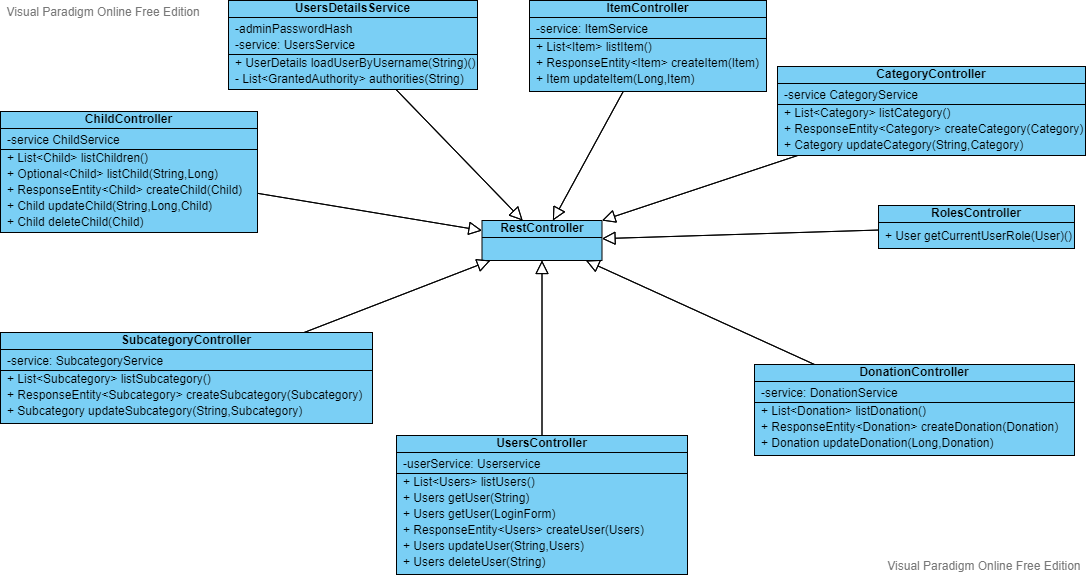 Visual Paradigm Online Free Edition
UsersDetailsService
-adminPasswordHash
-service: UsersService
+ UserDetails loadUserByUsername(String)()
- List<GrantedAuthority> authorities(String)
ItemController
-service: ItemService
+ List<Item> listItem()
+ ResponseEntity<Item> createItem(Item)
+ Item updateItem(Long,Item)
CategoryController
-service CategoryService
+ List<Category> listCategory()
+ ResponseEntity<Category> createCategory(Category)
+ Category updateCategory(String,Category)
ChildController
-service ChildService
+ List<Child> listChildren()
+ Optional<Child> listChild(String,Long)
+ ResponseEntity<Child> createChild(Child)
+ Child updateChild(String,Long,Child)
+ Child deleteChild(Child)
RestController
RolesController
+ User getCurrentUserRole(User)()
SubcategoryController
-service: SubcategoryService
+ List<Subcategory> listSubcategory()
+ ResponseEntity<Subcategory> createSubcategory(Subcategory)
+ Subcategory updateSubcategory(String,Subcategory)
DonationController
-service: DonationService
+ List<Donation> listDonation()
+ ResponseEntity<Donation> createDonation(Donation)
+ Donation updateDonation(Long,Donation)
UsersController
-userService: Userservice
+ List<Users> listUsers()
+ Users getUser(String)
+ Users getUser(LoginForm)
+ ResponseEntity<Users> createUser(Users)
+ Users updateUser(String,Users)
+ Users deleteUser(String)
Visual Paradigm Online Free Edition